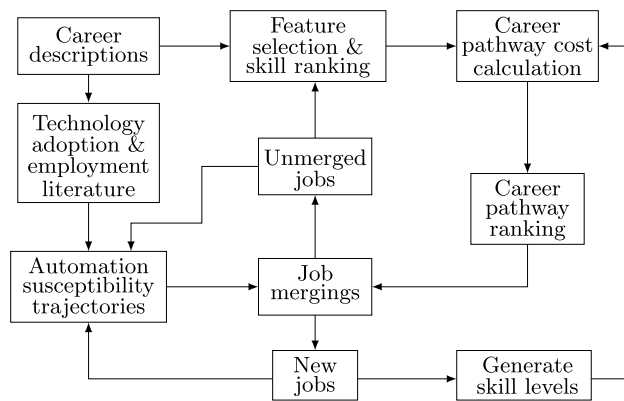 Career
descriptions
Feature
selection &
skill ranking
Career
pathway cost
calculation
Technology
adoption &
employment
literature
Unmerged
jobs
Career
pathway
ranking
Automation
susceptibility
trajectories
Job
mergings
New
jobs
Generate
skill levels